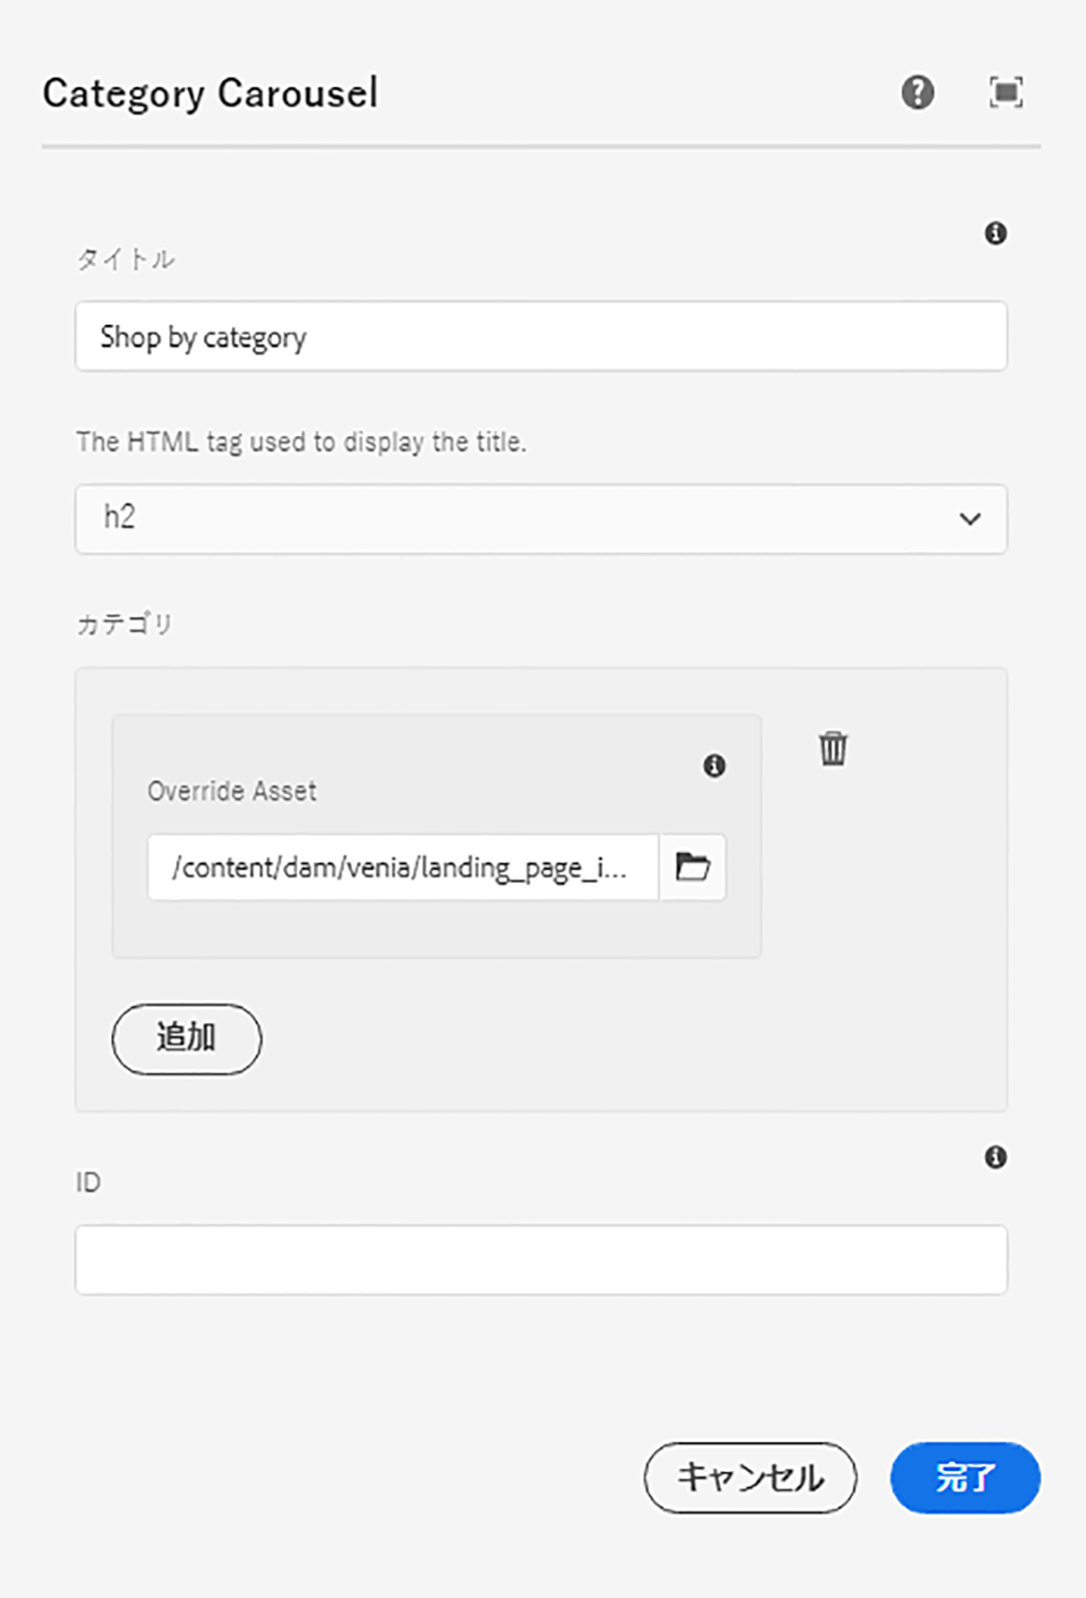 Category Carousel
タイトル
Shop by category
The HTML tag used to display the title.
h2
カテゴリ
Override Asset
/content/dam/venia/landing_page_i...
追加
ID
キャンセル
完了